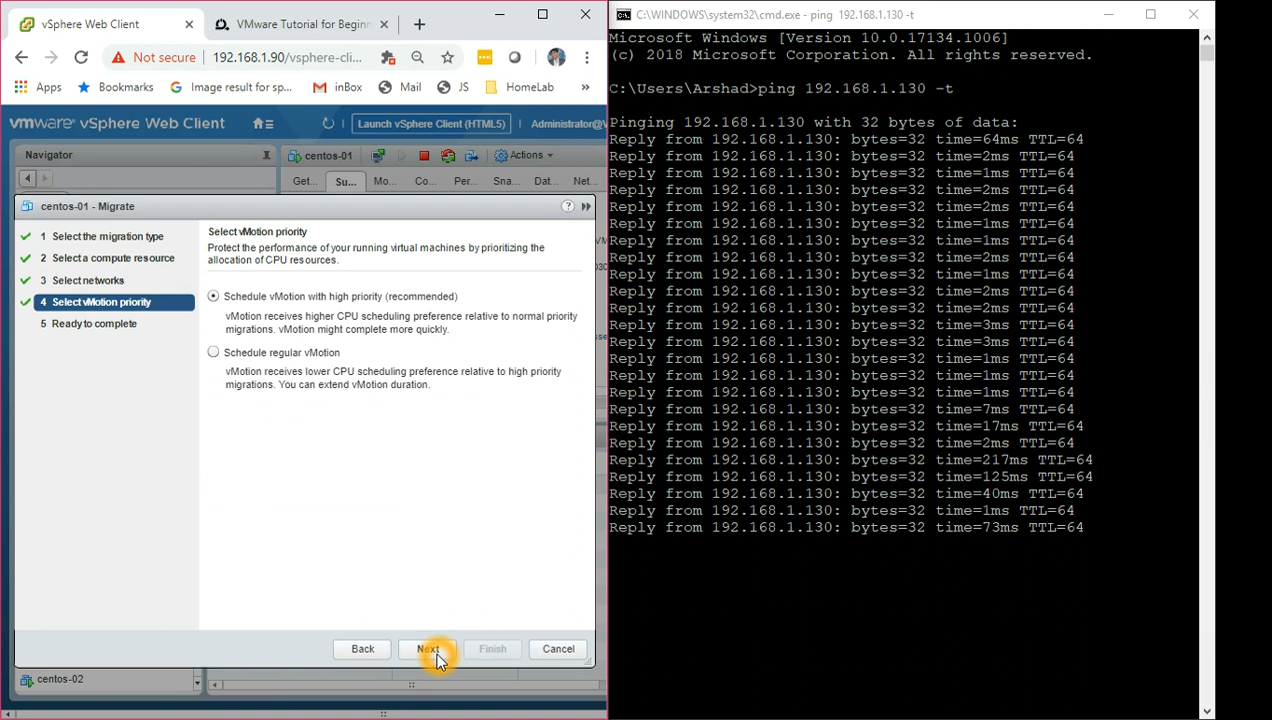 vSphere Web Client
VMware Tutorial for Beginn
Not secure
192.168.1.90/vsphere-cli...
Apps
Bookmarks
Image result for sp...
inBox
Mail
JS
HomeLab
»
vmware® vSphere Web Client
Launch vSphere Client (HTML5)
Administrator@V
Navigator
centos-01
Actions
Get...
Su...
Mo...
Co...
Per...
Sna...
Dat...
Net...
centos-01 - Migrate
1 Select the migration type
2 Select a compute resource
3 Select networks
4 Select vMotion priority
5 Ready to complete
Select vMotion priority
Protect the performance of your running virtual machines by prioritizing the
allocation of CPU resources.
Schedule vMotion with high priority (recommended)
vMotion receives higher CPU scheduling preference relative to normal priority
migrations. vMotion might complete more quickly.
Schedule regular vMotion
vMotion receives lower CPU scheduling preference relative to high priority
migrations. You can extend vMotion duration.
Back
Next
Finish
Cancel
centos-02
C:\WINDOWS\system32\cmd.exe - ping 192.168.1.130 -t
Microsoft Windows [Version 10.0.17134.1006]
(c) 2018 Microsoft Corporation. All rights reserved.
C:\Users\Arshad>ping 192.168.1.130 -t
Pinging 192.168.1.130 with 32 bytes of data:
Reply from 192.168.1.130: bytes=32 time=64ms TTL=64
Reply from 192.168.1.130: bytes=32 time=2ms TTL=64
Reply from 192.168.1.130: bytes=32 time=1ms TTL=64
Reply from 192.168.1.130: bytes=32 time=2ms TTL=64
Reply from 192.168.1.130: bytes=32 time=2ms TTL=64
Reply from 192.168.1.130: bytes=32 time=1ms TTL=64
Reply from 192.168.1.130: bytes=32 time=1ms TTL=64
Reply from 192.168.1.130: bytes=32 time=2ms TTL=64
Reply from 192.168.1.130: bytes=32 time=1ms TTL=64
Reply from 192.168.1.130: bytes=32 time=2ms TTL=64
Reply from 192.168.1.130: bytes=32 time=2ms TTL=64
Reply from 192.168.1.130: bytes=32 time=3ms TTL=64
Reply from 192.168.1.130: bytes=32 time=3ms TTL=64
Reply from 192.168.1.130: bytes=32 time=1ms TTL=64
Reply from 192.168.1.130: bytes=32 time=1ms TTL=64
Reply from 192.168.1.130: bytes=32 time=1ms TTL=64
Reply from 192.168.1.130: bytes=32 time=7ms TTL=64
Reply from 192.168.1.130: bytes=32 time=17ms TTL=64
Reply from 192.168.1.130: bytes=32 time=2ms TTL=64
Reply from 192.168.1.130: bytes=32 time=217ms TTL=64
Reply from 192.168.1.130: bytes=32 time=125ms TTL=64
Reply from 192.168.1.130: bytes=32 time=40ms TTL=64
Reply from 192.168.1.130: bytes=32 time=1ms TTL=64
Reply from 192.168.1.130: bytes=32 time=73ms TTL=64